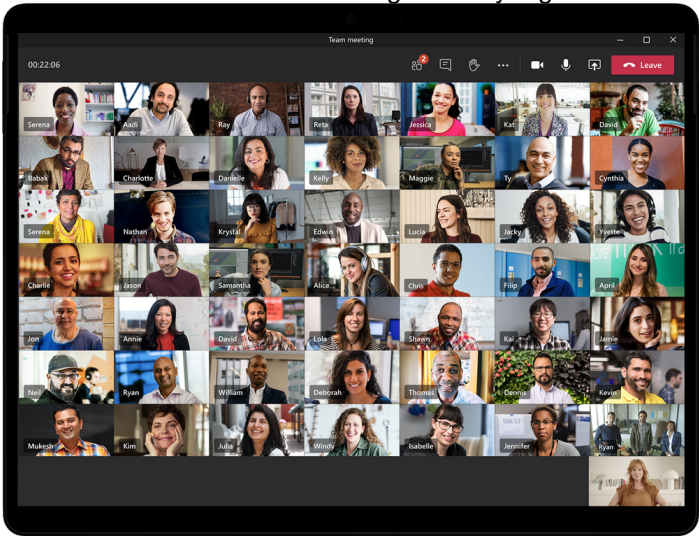 Team meeting
00:22:06
2
Leave
Serena
Aadi
Ray
Reta
Jessica
Kat
David
Babak
Charlotte
Danielle
Kelly
Maggie
Ty
Cynthia
Serena
Nathan
Krystal
Edwin
Lucia
Jacky
Yvette
Charlie
Jason
Samantha
Alice
Chris
Filip
April
Jon
Annie
David
Lola
Shawn
Kai
Jamie
Neil
Ryan
William
Deborah
Thomas
Dennis
Kevin
Mukesh
Kim
Julia
Windy
Isabelle
Jennifer
Ryan